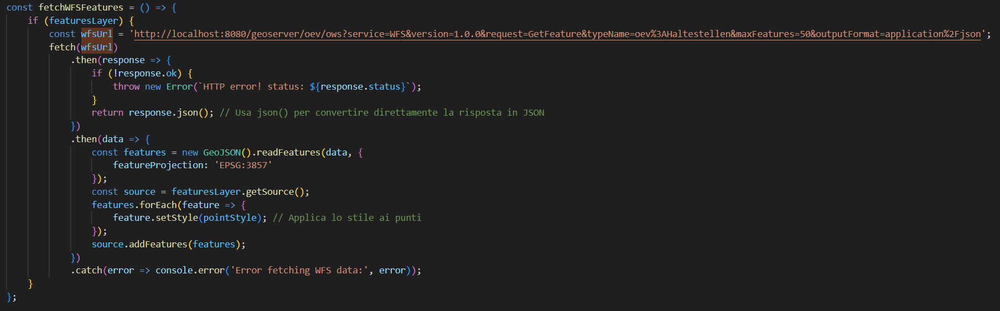 const fetchWFSFeatures = () => {
if (featuresLayer) {
const wfsUrl = 'http://localhost:8080/geoserver/oev/ows?service=WFS&version=1.0.0&request=GetFeature&typeName=oev%3AHaltestellen&maxFeatures=50&outputFormat=application%2Fjson';
fetch(wfsUrl)
.then(response => {
if (!response.ok) {
throw new Error(`HTTP error! status: ${response.status}`);
}
return response.json(); // Usa json() per convertire direttamente la risposta in JSON
})
.then(data => {
const features = new GeoJSON().readFeatures(data, {
featureProjection: 'EPSG:3857'
});
const source = featuresLayer.getSource();
features.forEach(feature => {
feature.setStyle(pointStyle); // Applica lo stile ai punti
});
source.addFeatures(features);
})
.catch(error => console.error('Error fetching WFS data:', error));
}
};